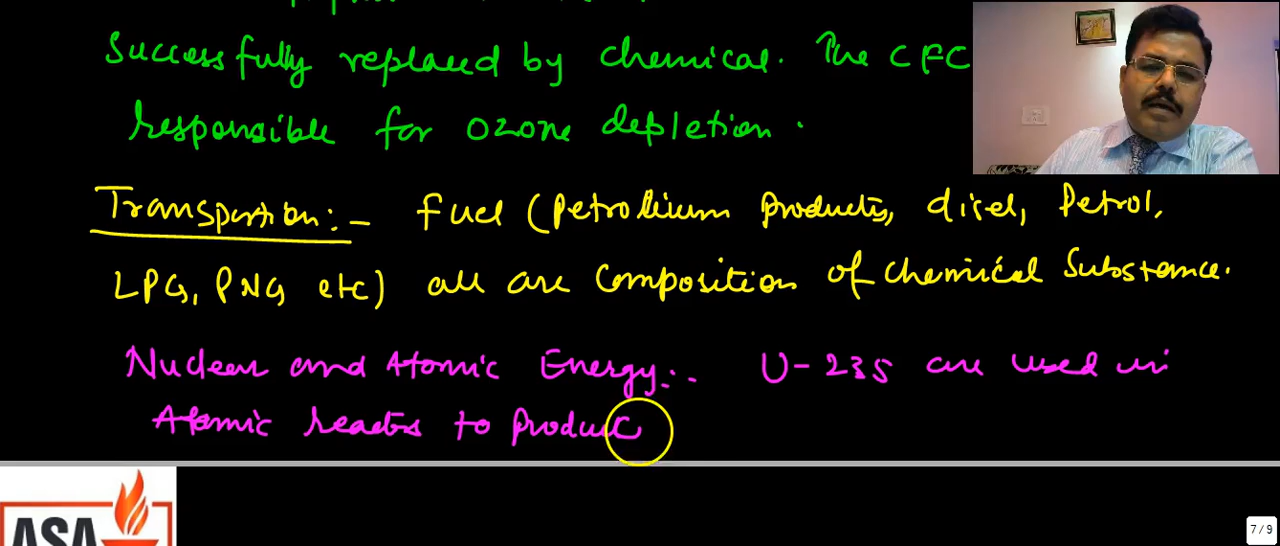 Successfully replaced by chemical. The CFC
responsible for ozone depletion.
Transportion:- Fuel (Petrolium products, disel, Petrol,
LPG, PNG etc) all are composition of chemical substance.
Nuclear and Atomic Energy:- U-235 are used in
Atomic reactos to produc
ASA
7/9